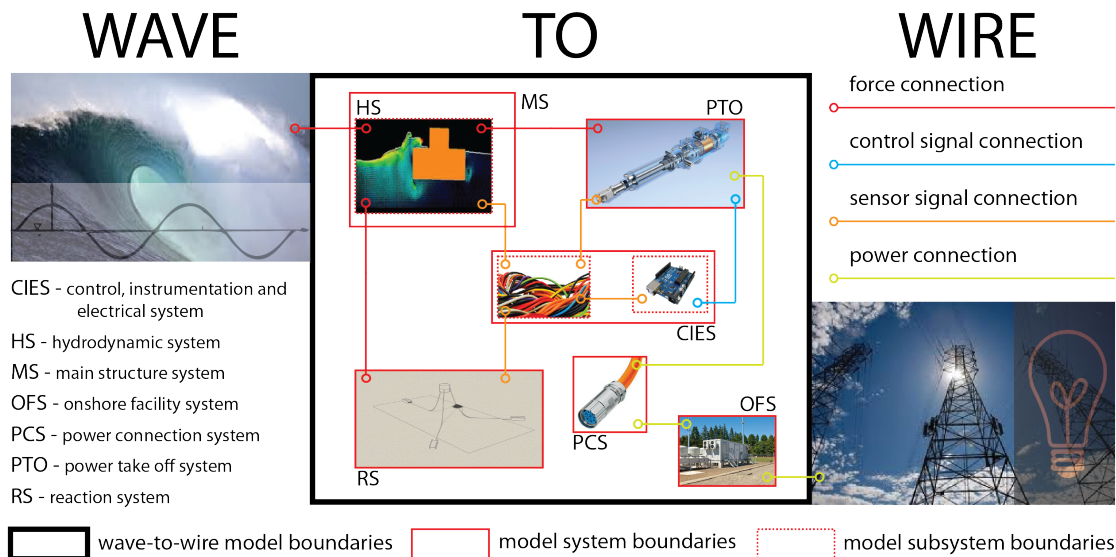 WAVE TO WIRE
HS
MS
PTO
CIES
RS
PCS
OFS
force connection
control signal connection
sensor signal connection
power connection
CIES - control, instrumentation and
electrical system
HS - hydrodynamic system
MS - main structure system
OFS - onshore facility system
PCS - power connection system
PTO - power take off system
RS - reaction system
wave-to-wire model boundaries
model system boundaries
model subsystem boundaries